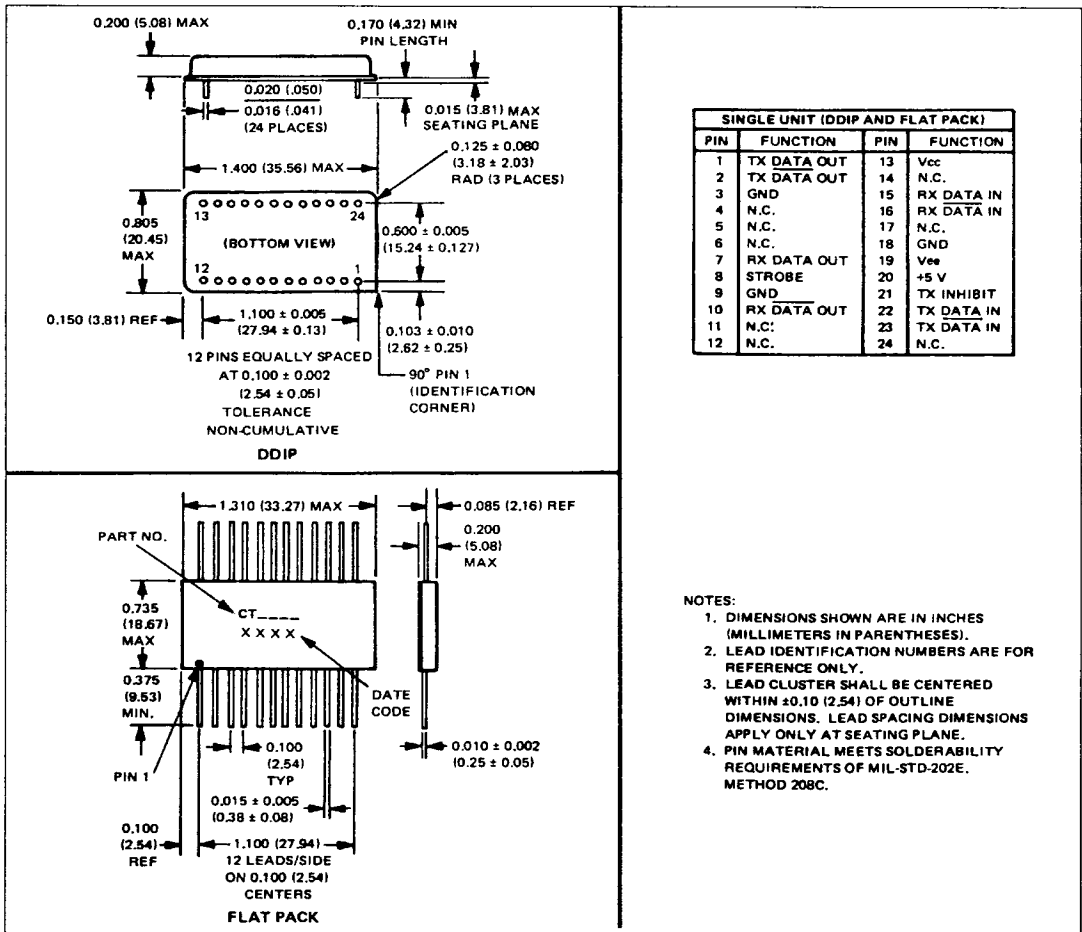 0.200 (5.08) MAX
0.170 (4.32) MIN
PIN LENGTH
0.020 (.050)
0.016 (.041)
(24 PLACES)
0.015 (3.81) MAX
SEATING PLANE
0.125 ± 0.080
(3.18 ± 2.03)
RAD (3 PLACES)
1.400 (35.56) MAX
0.805
(20.45)
MAX
13 24
(BOTTOM VIEW)
12 1
0.600 ± 0.005
(15.24 ± 0.127)
0.150 (3.81) REF
1.100 ± 0.005
(27.94 ± 0.13)
0.103 ± 0.010
(2.62 ± 0.25)
12 PINS EQUALLY SPACED
AT 0.100 ± 0.002
(2.54 ± 0.05)
TOLERANCE
NON-CUMULATIVE
90° PIN 1
(IDENTIFICATION
CORNER)
DDIP
SINGLE UNIT (DDIP AND FLAT PACK)
PIN FUNCTION PIN FUNCTION
1 TX DATA OUT 13 Vcc
2 TX DATA OUT 14 N.C.
3 GND 15 RX DATA IN
4 N.C. 16 RX DATA IN
5 N.C. 17 N.C.
6 N.C. 18 GND
7 RX DATA OUT 19 Vee
8 STROBE 20 +5 V
9 GND 21 TX INHIBIT
10 RX DATA OUT 22 TX DATA IN
11 N.C. 23 TX DATA IN
12 N.C. 24 N.C.
1.310 (33.27) MAX
0.085 (2.16) REF
PART NO.
0.200
(5.08)
MAX
0.735
(18.67)
MAX
CT____
XXXX
0.375
(9.53)
MIN.
DATE
CODE
PIN 1
0.100
(2.54)
TYP
0.010 ± 0.002
(0.25 ± 0.05)
0.015 ± 0.005
(0.38 ± 0.08)
0.100
(2.54)
REF
1.100 (27.94)
12 LEADS/SIDE
ON 0.100 (2.54)
CENTERS
FLAT PACK
NOTES:
1. DIMENSIONS SHOWN ARE IN INCHES
(MILLIMETERS IN PARENTHESES).
2. LEAD IDENTIFICATION NUMBERS ARE FOR
REFERENCE ONLY.
3. LEAD CLUSTER SHALL BE CENTERED
WITHIN ±0.10 (2.54) OF OUTLINE
DIMENSIONS. LEAD SPACING DIMENSIONS
APPLY ONLY AT SEATING PLANE.
4. PIN MATERIAL MEETS SOLDERABILITY
REQUIREMENTS OF MIL-STD-202E.
METHOD 208C.